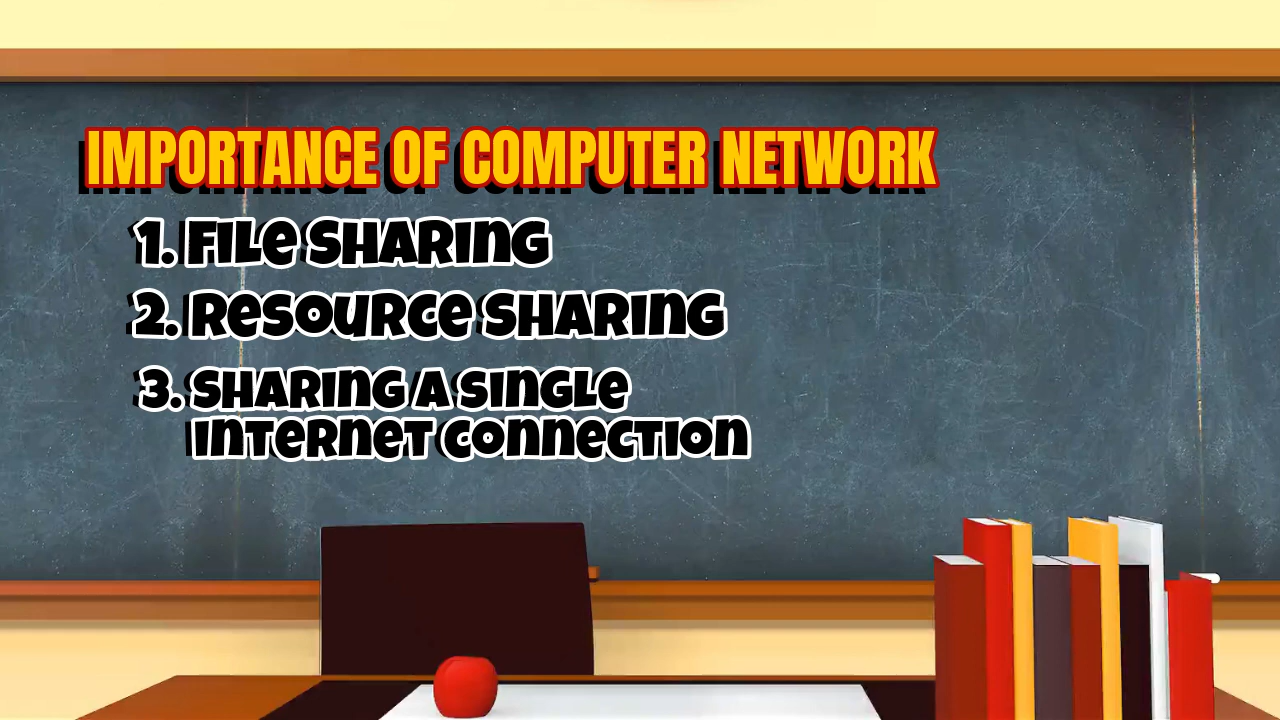 IMPORTANCE OF COMPUTER NETWORK
1. FILE SHARING
2. RESOURCE SHARING
3. SHARING A SINGLE
INTERNET CONNECTION